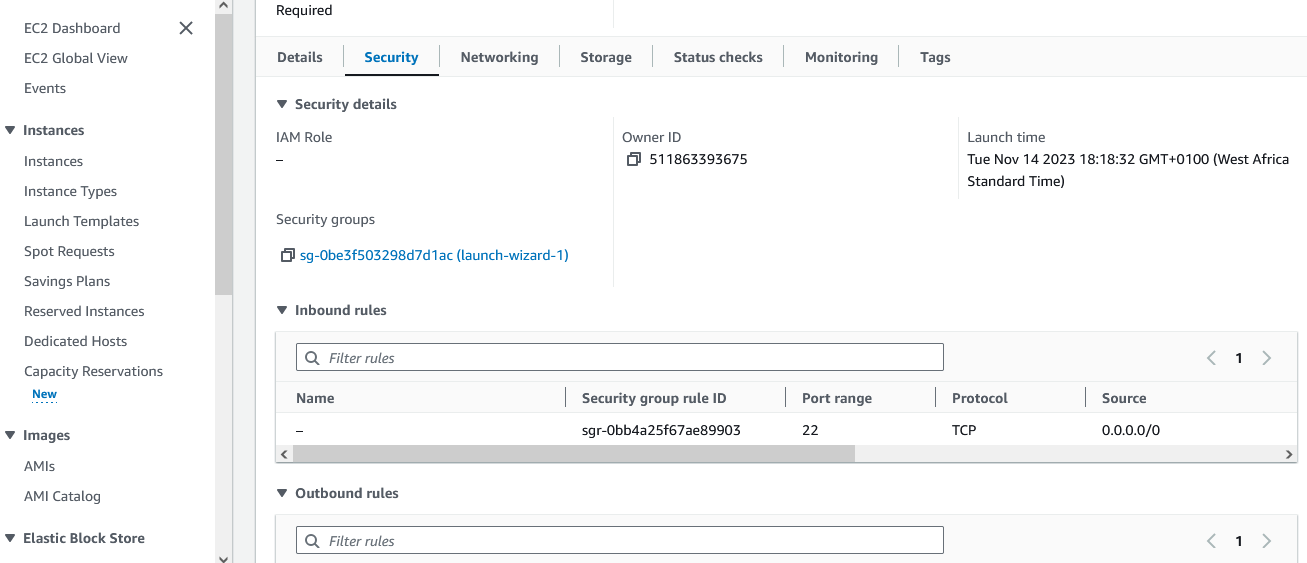 EC2 Dashboard
EC2 Global View
Events
Instances
Instances
Instance Types
Launch Templates
Spot Requests
Savings Plans
Reserved Instances
Dedicated Hosts
Capacity Reservations
New
Images
AMIs
AMI Catalog
Elastic Block Store
Required
Details Security Networking Storage Status checks Monitoring Tags
Security details
IAM Role
–
Owner ID
511863393675
Launch time
Tue Nov 14 2023 18:18:32 GMT+0100 (West Africa
Standard Time)
Security groups
sg-0be3f503298d7d1ac (launch-wizard-1)
Inbound rules
Filter rules
1
Name Security group rule ID Port range Protocol Source
– sgr-0bb4a25f67ae89903 22 TCP 0.0.0.0/0
Outbound rules
Filter rules
1